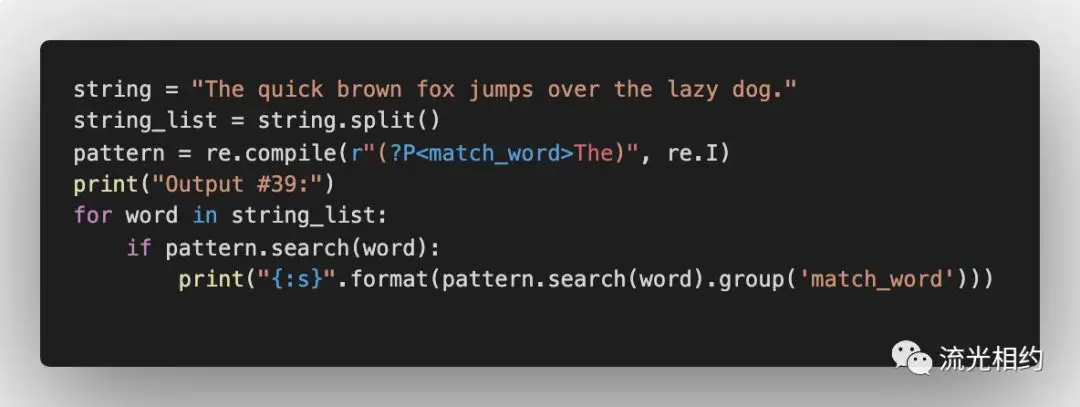 string = "The quick brown fox jumps over the lazy dog."
string_list = string.split()
pattern = re.compile(r"(?P<match_word>The)", re.I)
print("Output #39:")
for word in string_list:
    if pattern.search(word):
        print("{:s}".format(pattern.search(word).group('match_word')))
流光相约